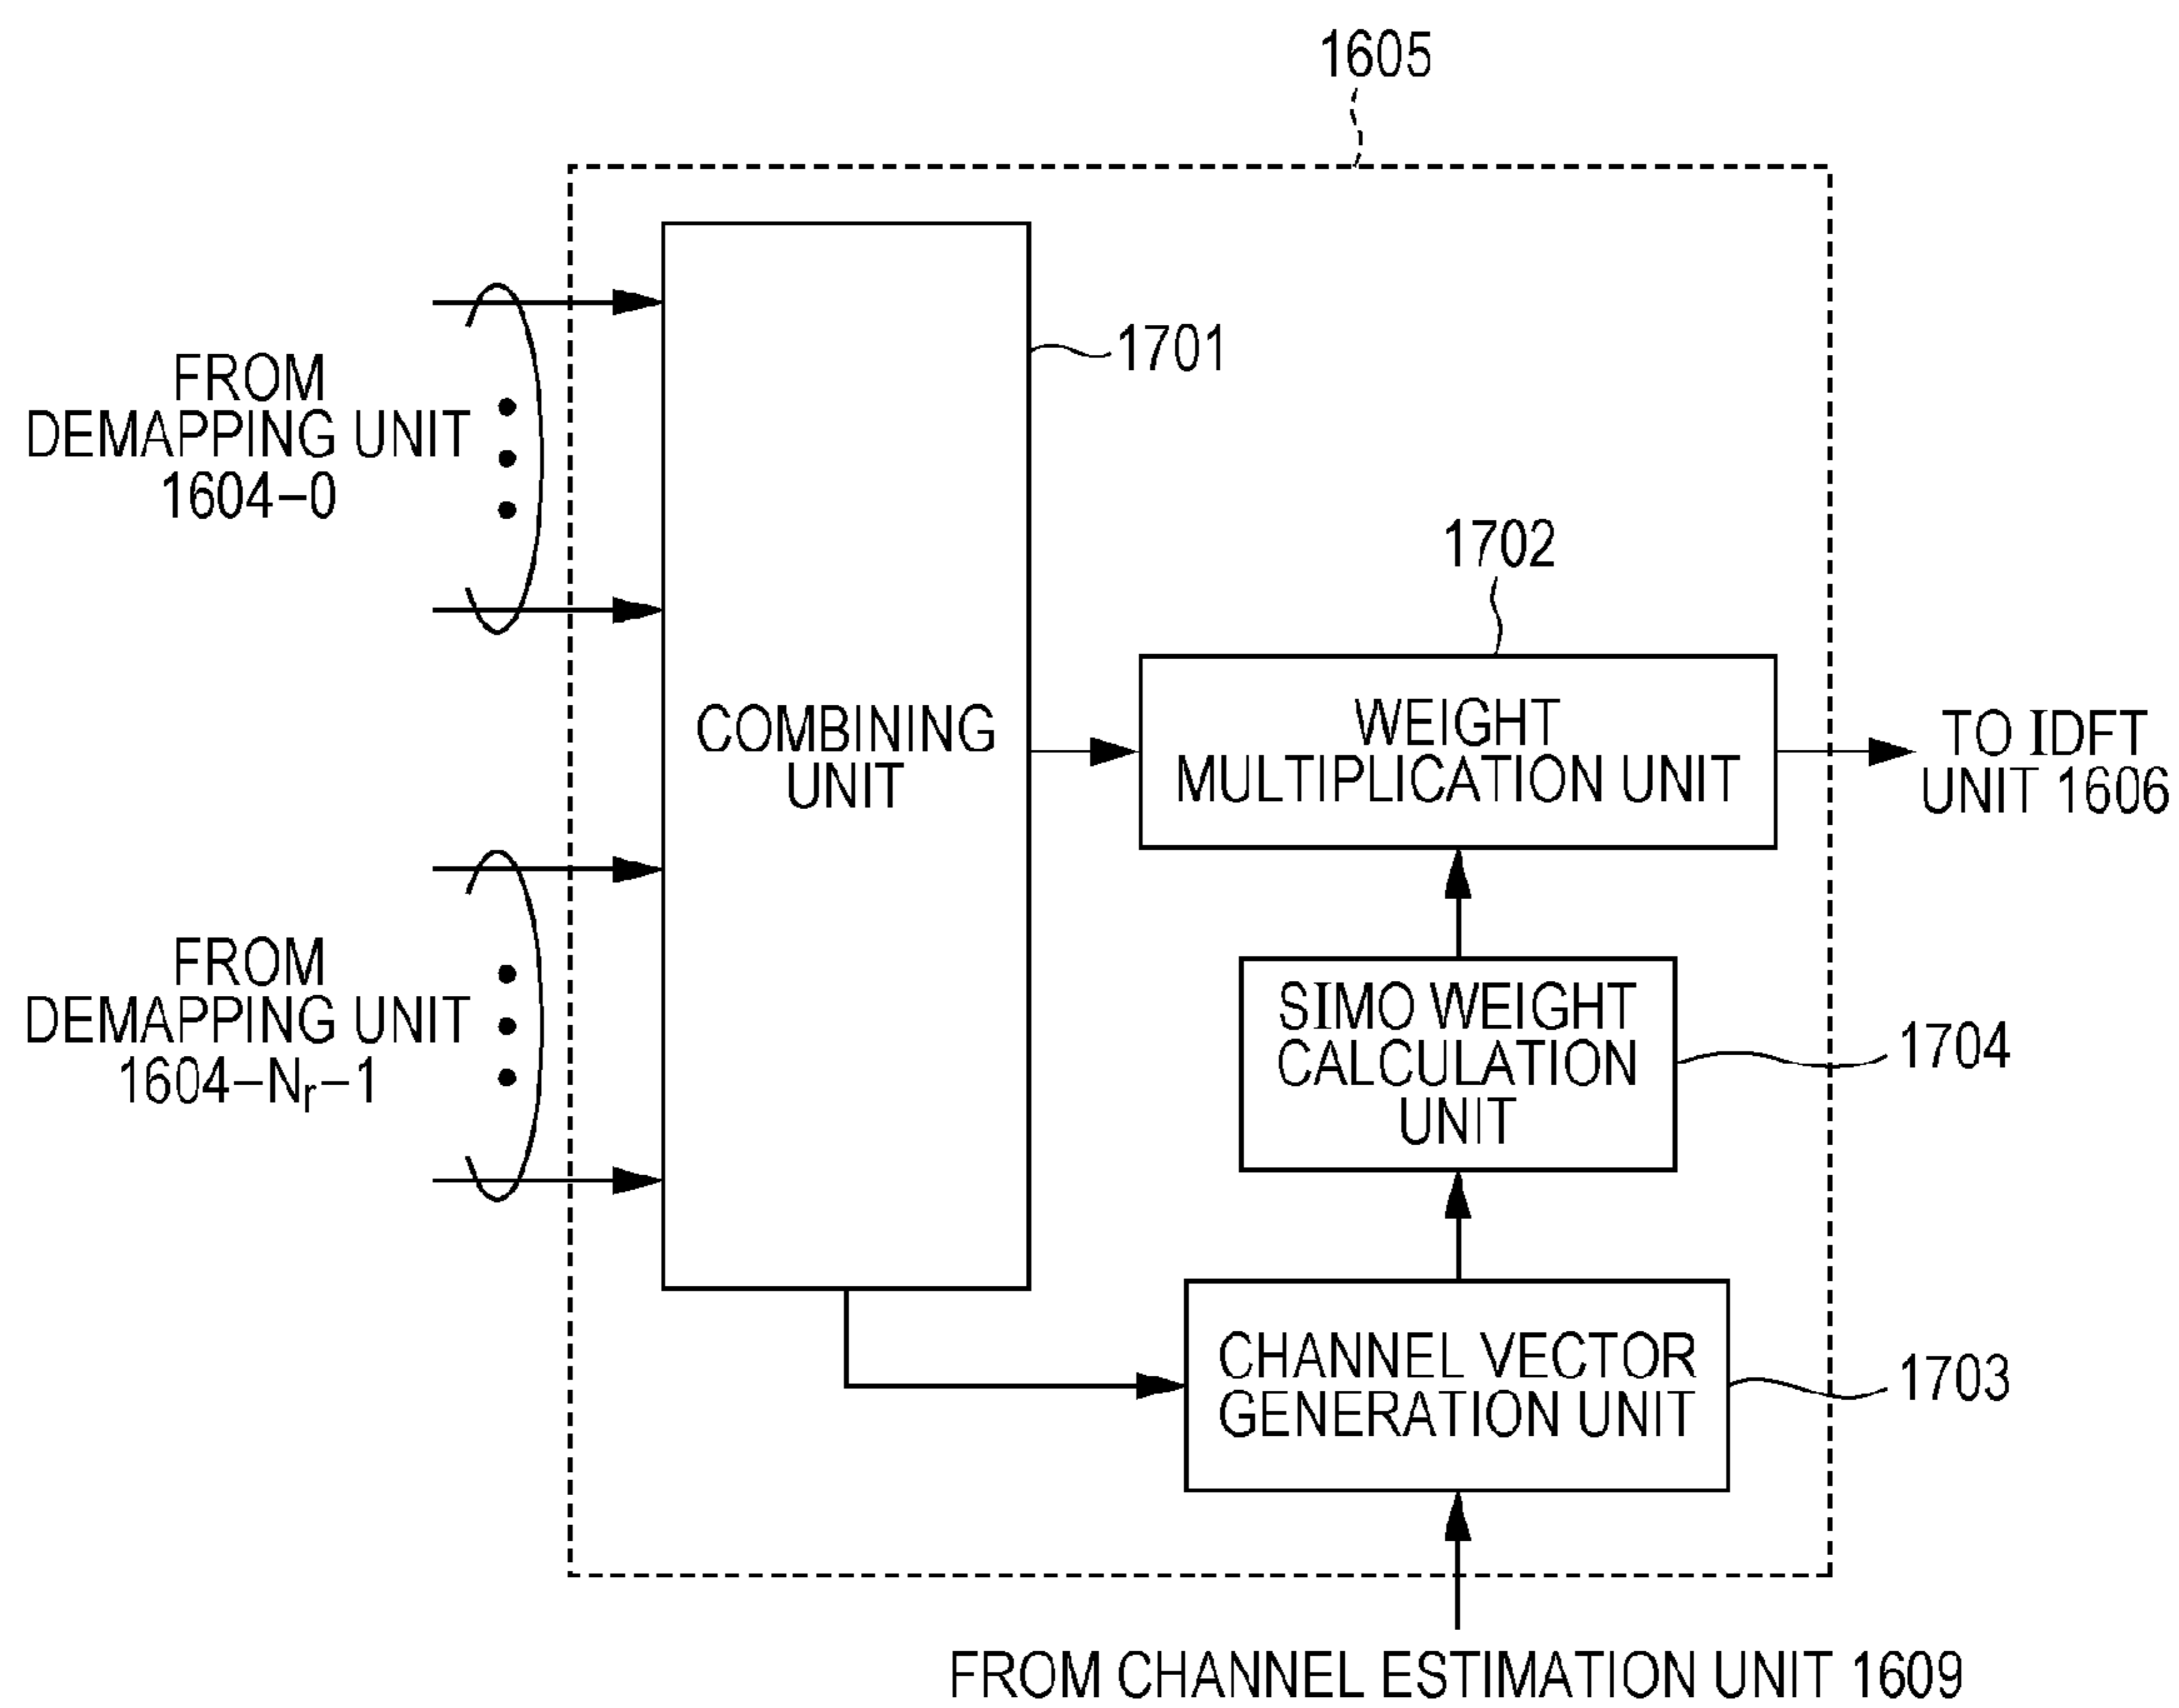 1605
1701
FROM
DEMAPPING UNIT
1604-0
1702
COMBINING
UNIT
WEIGHT
MULTIPLICATION UNIT
TO IDFT
UNIT 1606
FROM
DEMAPPING UNIT
1604-Nr-1
SIMO WEIGHT
CALCULATION
UNIT
1704
CHANNEL VECTOR
GENERATION UNIT
1703
FROM CHANNEL ESTIMATION UNIT 1609